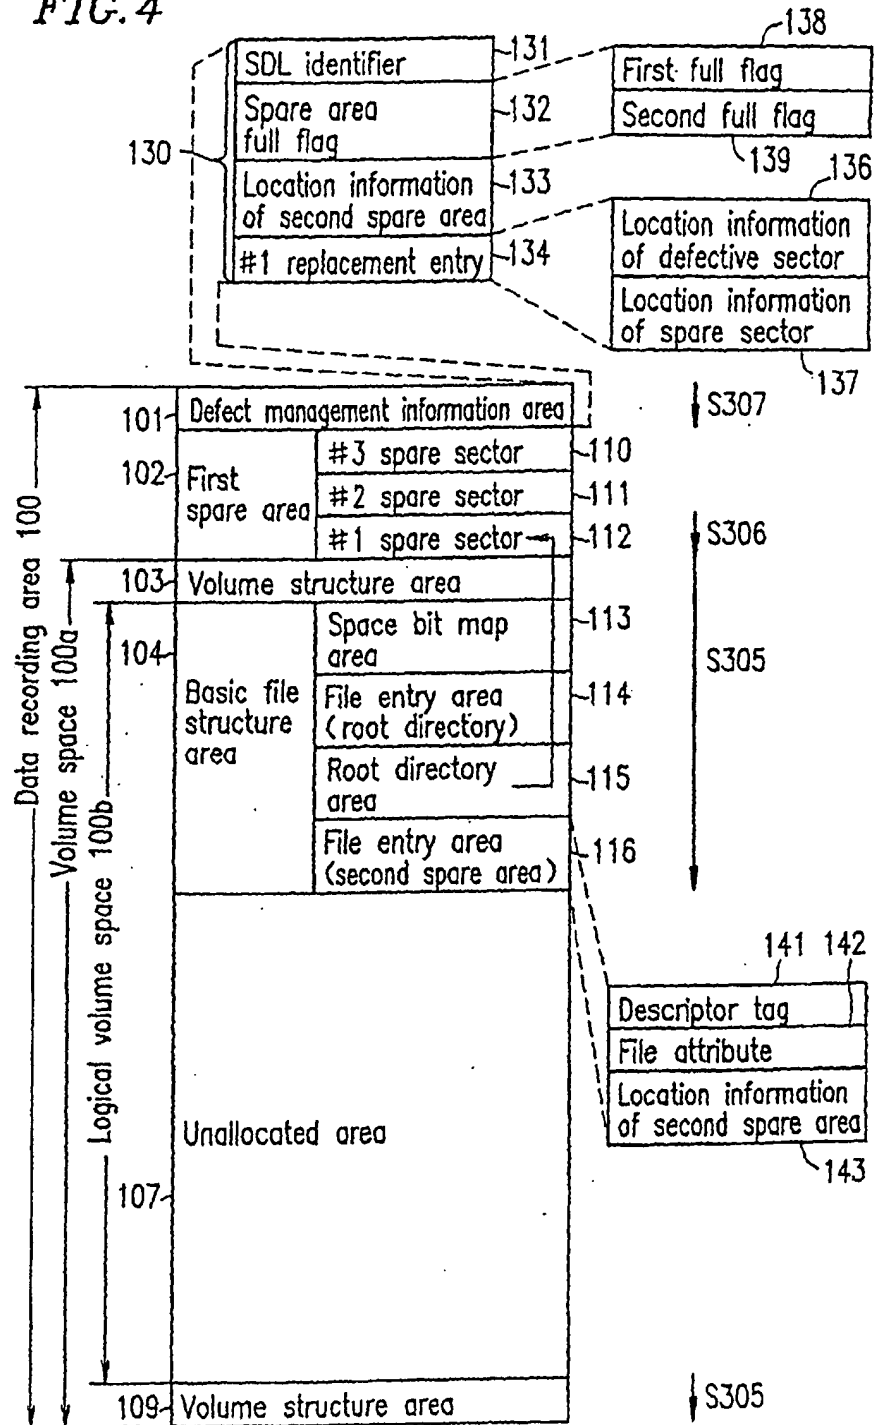 FIG. 4
138
131
SDL identifier
First full flag
Spare area
full flag
132
Second full flag
130
139
136
Location information
of second spare area
133
Location information
of defective sector
#1 replacement entry
134
Location information
of spare sector
137
101
Defect management information area
S307
102
First
spare area
#3 spare sector
110
#2 spare sector
111
#1 spare sector
112
S306
103
Volume structure area
104
Basic file
structure
area
Space bit map
area
113
S305
File entry area
(root directory)
114
Root directory
area
115
File entry area
(second spare area)
116
Data recording area 100
Volume space 100a
Logical volume space 100b
141
142
Descriptor tag
File attribute
Location information
of second spare area
143
Unallocated area
107
109
Volume structure area
S305